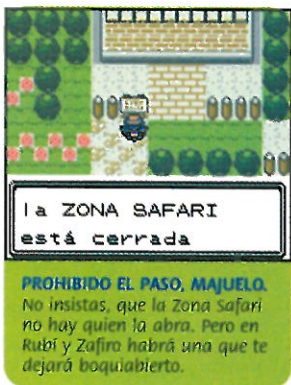 la ZONA SAFARI
está cerrada
PROHIBIDO EL PASO, MAJUELO.
No insistas, que la Zona Safari
no hay quien la abra. Pero en
Rubí y Zafiro habrá una que te
dejará boquiabierto.